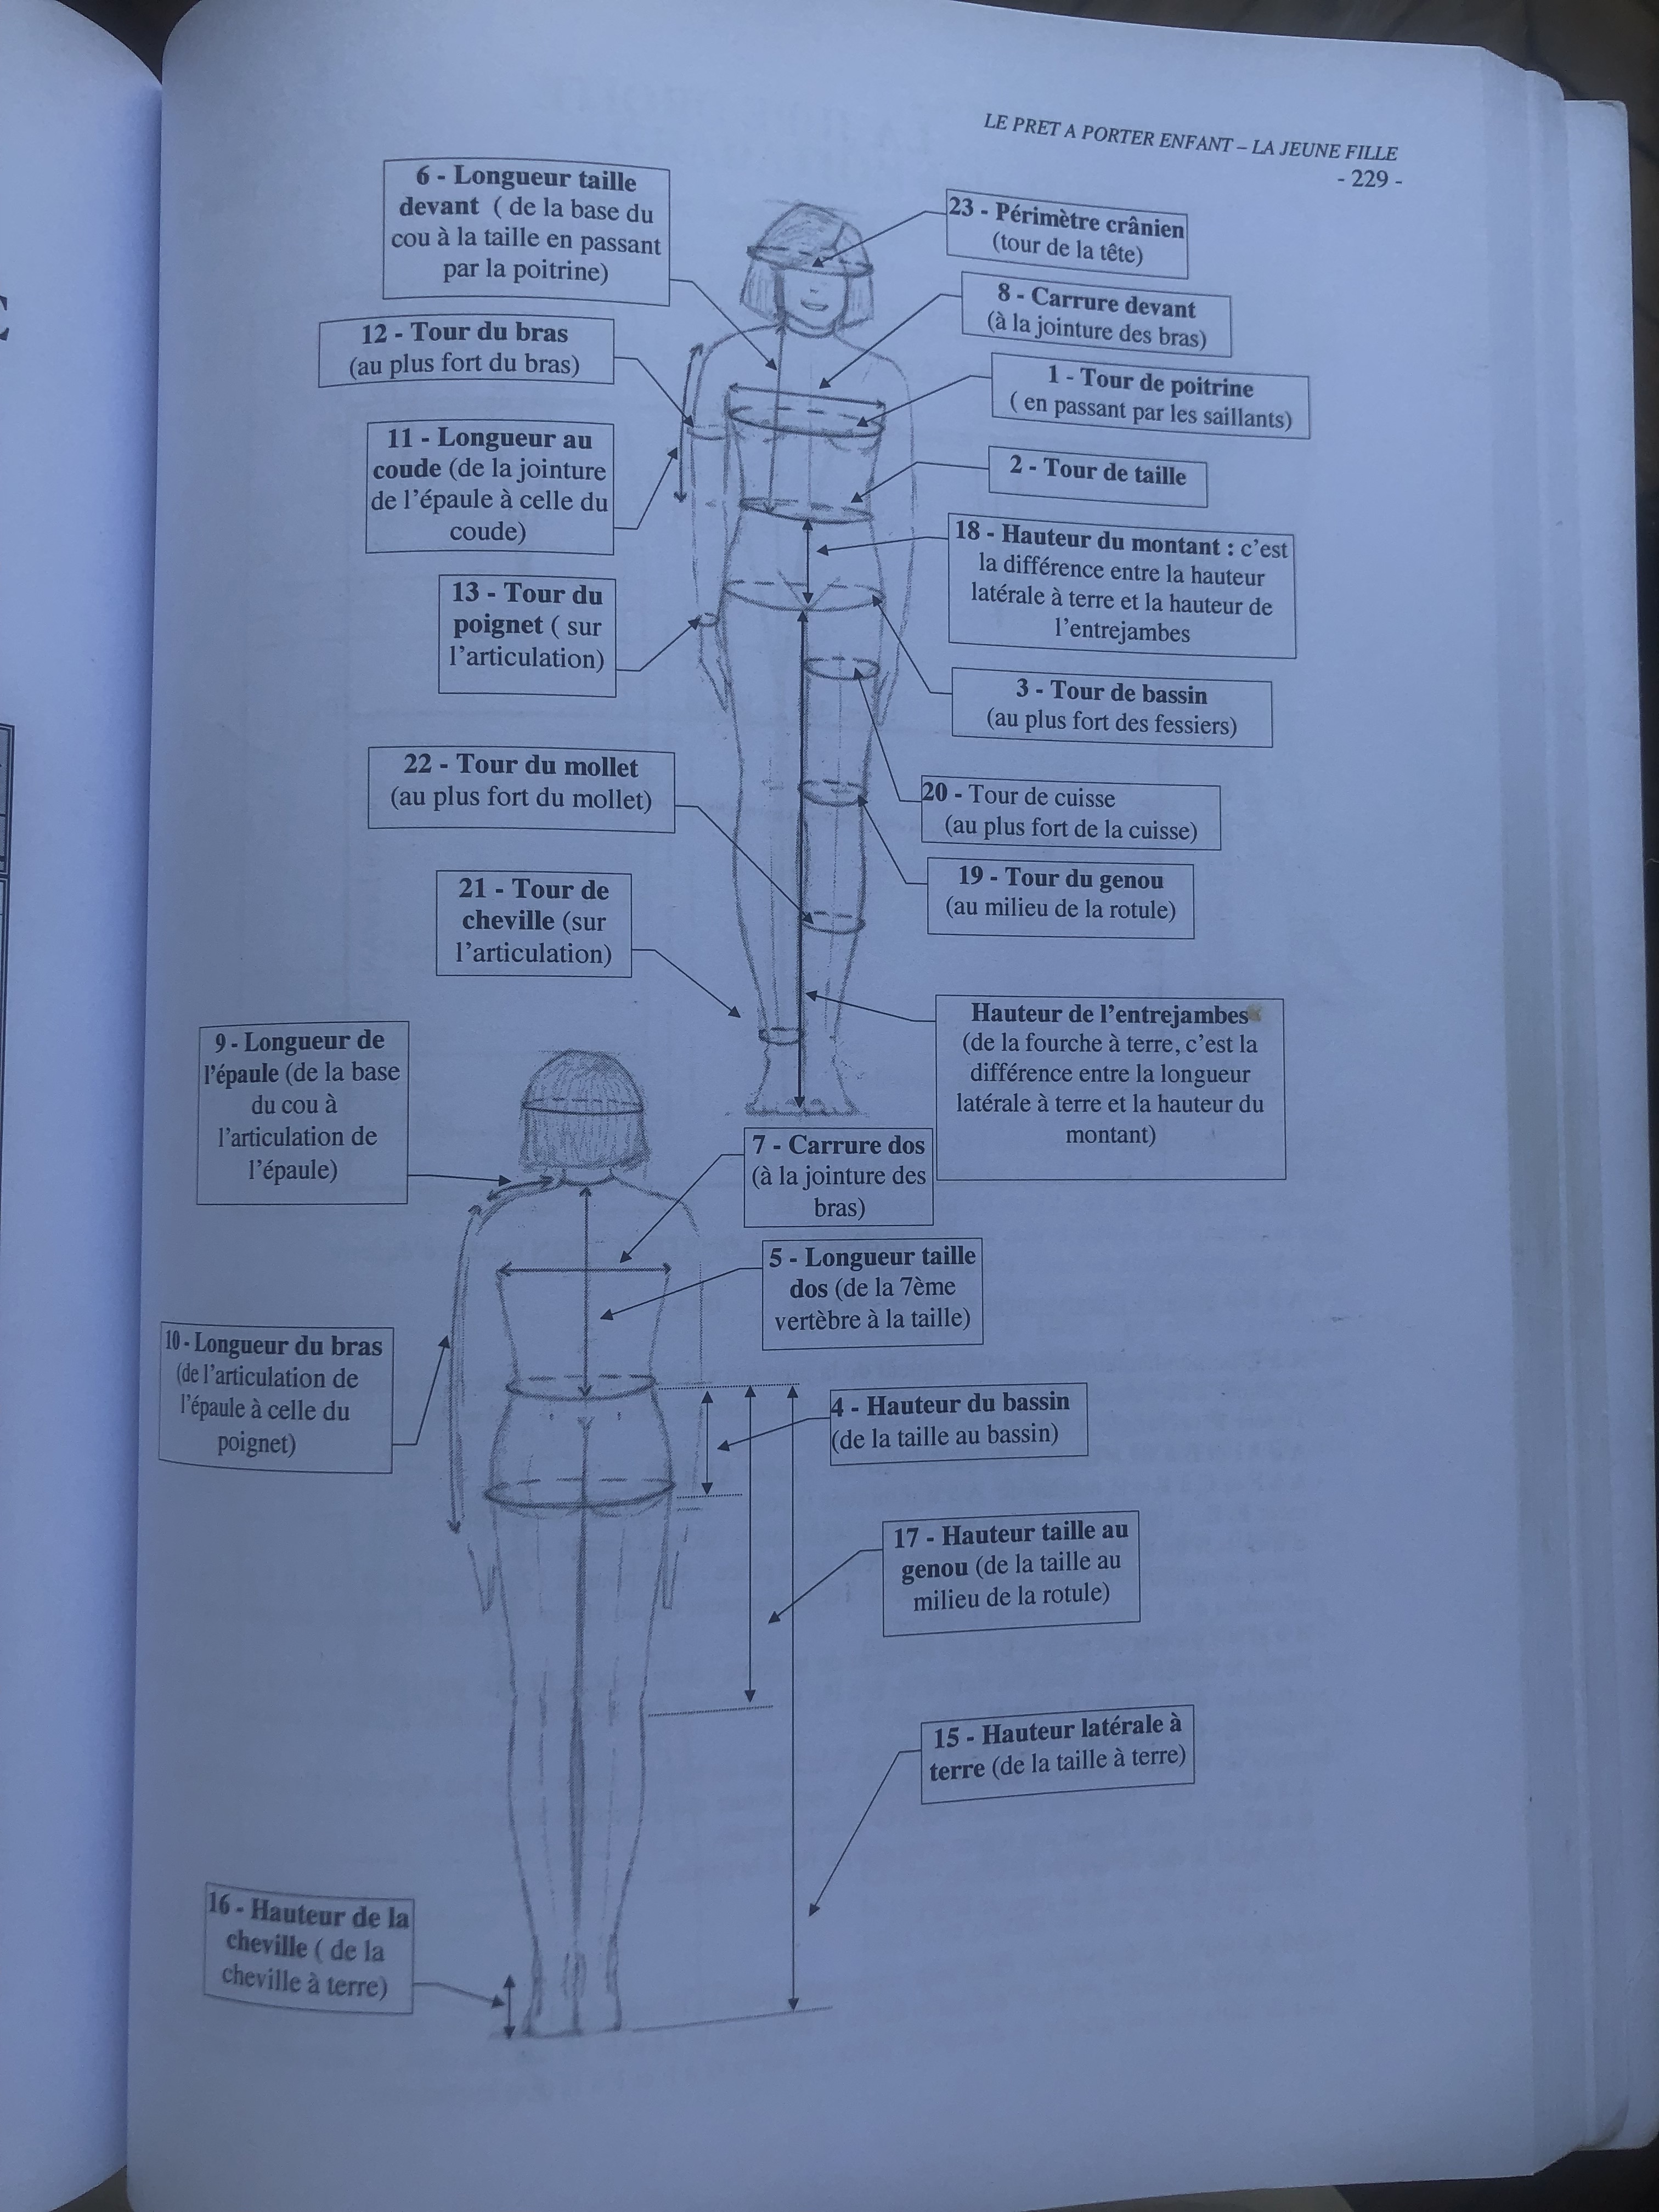 LE PRET A PORTER ENFANT – LA JEUNE FILLE
- 229 -
6 - Longueur taille
devant ( de la base du
cou à la taille en passant
par la poitrine)
23 - Périmètre crânien
(tour de la tête)
8 - Carrure devant
(à la jointure des bras)
12 - Tour du bras
(au plus fort du bras)
1 - Tour de poitrine
( en passant par les saillants)
11 - Longueur au
coude (de la jointure
de l'épaule à celle du
coude)
2 - Tour de taille
18 - Hauteur du montant : c'est
la différence entre la hauteur
latérale à terre et la hauteur de
l'entrejambes
13 - Tour du
poignet ( sur
l'articulation)
3 - Tour de bassin
(au plus fort des fessiers)
22 - Tour du mollet
(au plus fort du mollet)
20 - Tour de cuisse
(au plus fort de la cuisse)
19 - Tour du genou
(au milieu de la rotule)
21 - Tour de
cheville (sur
l'articulation)
Hauteur de l'entrejambes
(de la fourche à terre, c'est la
différence entre la longueur
latérale à terre et la hauteur du
montant)
9 - Longueur de
l'épaule (de la base
du cou à
l'articulation de
l'épaule)
7 - Carrure dos
(à la jointure des
bras)
5 - Longueur taille
dos (de la 7ème
vertèbre à la taille)
10 - Longueur du bras
(de l'articulation de
l'épaule à celle du
poignet)
4 - Hauteur du bassin
(de la taille au bassin)
17 - Hauteur taille au
genou (de la taille au
milieu de la rotule)
15 - Hauteur latérale à
terre (de la taille à terre)
16 - Hauteur de la
cheville ( de la
cheville à terre)